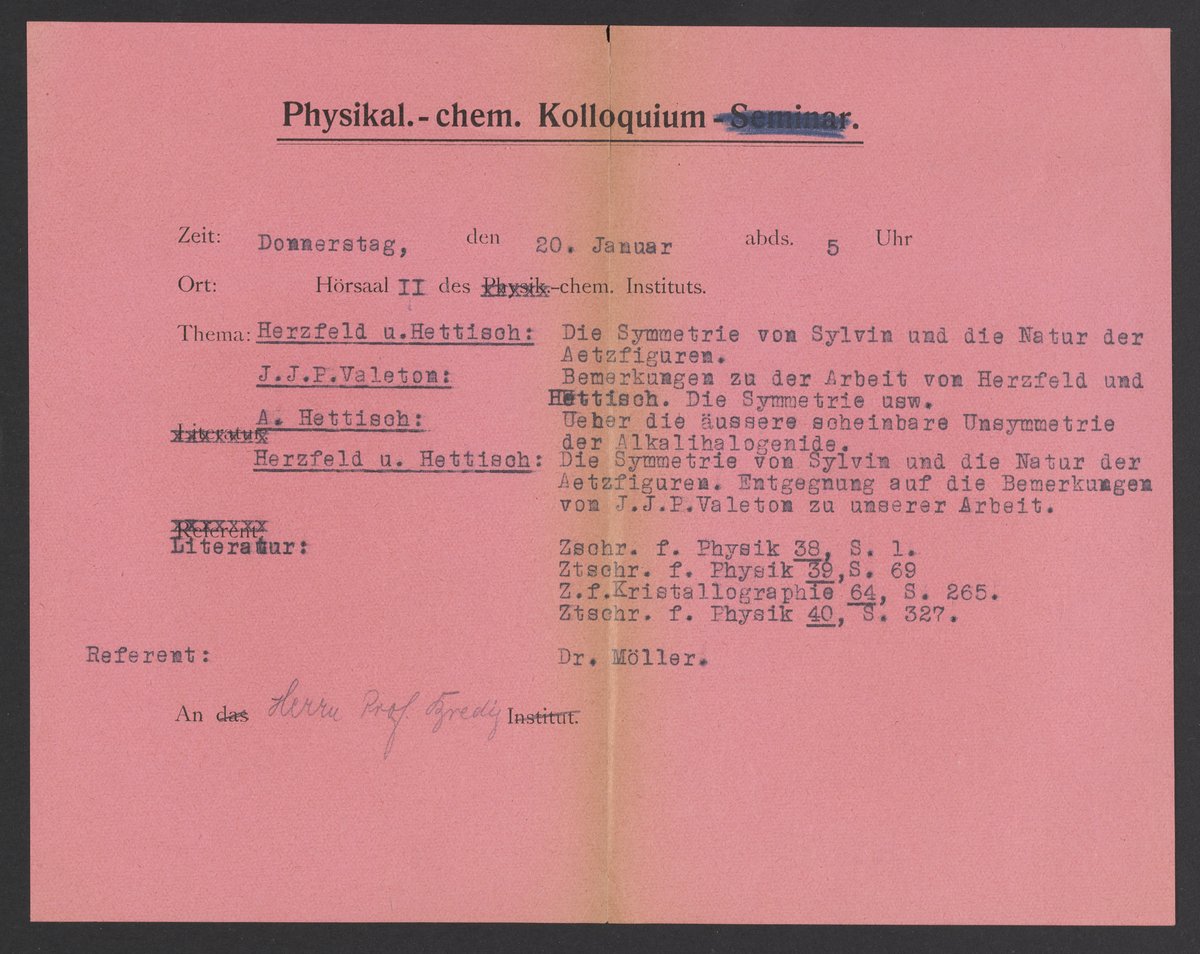 Physikal.-chem. Kolloquium-Seminar.
Zeit: Donnerstag, den 20. Januar abds. 5 Uhr
Ort: Hörsaal II des Physik.-chem. Instituts.
Thema: Herzfeld u.Hettisch: Die Symmetrie von Sylvin und die Natur der
Aetzfiguren.
J.J.P.Valeton: Bemerkungen zu der Arbeit von Herzfeld und
Hettisch. Die Symmetrie usw.
A. Hettisch: Ueber die äussere scheinbare Unsymmetrie
Literatur: der Alkalihalogenide.
Herzfeld u. Hettisch: Die Symmetrie von Sylvin und die Natur der
Aetzfiguren. Entgegnung auf die Bemerkungen
von J.J.P.Valeton zu unserer Arbeit.
Referent:
Literatur: Zschr. f. Physik 38, S. 1.
Ztschr. f. Physik 39,S. 69
Z.f.Kristallographie 64, S. 265.
Ztschr. f. Physik 40, S. 327.
Referent: Dr. Möller.
An das Herrn Prof. Bredig Institut.